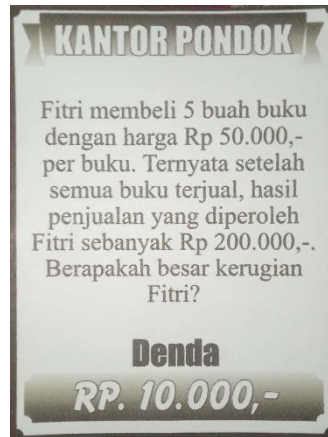 KANTOR PONDOK
Fitri membeli 5 buah buku
dengan harga Rp 50.000,-
per buku. Ternyata setelah
semua buku terjual, hasil
penjualan yang diperoleh
Fitri sebanyak Rp 200.000,-.
Berapakah besar kerugian
Fitri?
Denda
RP. 10.000,-